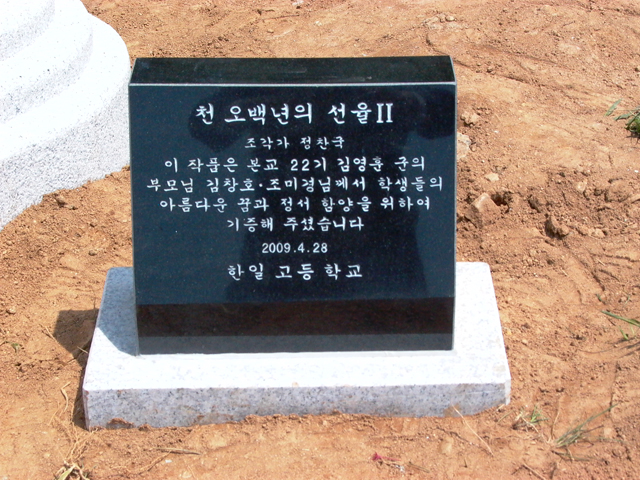 천 오백년의 선율II
조각가 정찬국
이 작품은 본교 22기 김영훈 군의
부모님 김창호·조미경님께서 학생들의
아름다운 꿈과 정서 함양을 위하여
기증해 주셨습니다
2009.4.28
한일 고등학교